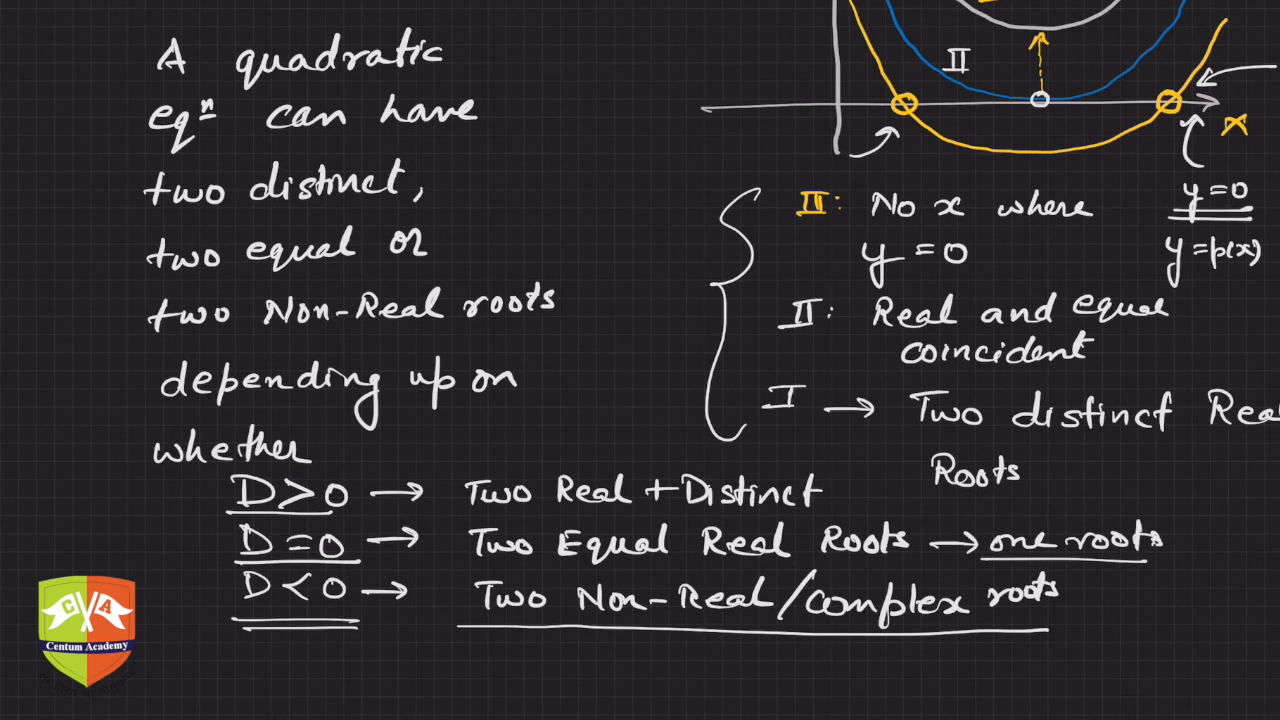 A quadratic
eqⁿ can have
two distinct,
two equal or
two Non-Real roots
depending up on
whether
D > 0 → Two Real + Distinct
D = 0 → Two Equal Real Roots → one roots
D < 0 → Two Non-Real/complex roots
II
X
III: No x where
y = 0
y = 0
y = p(x)
II: Real and equal
coincident
I → Two distinct Real
Roots
C A
Centum Academy